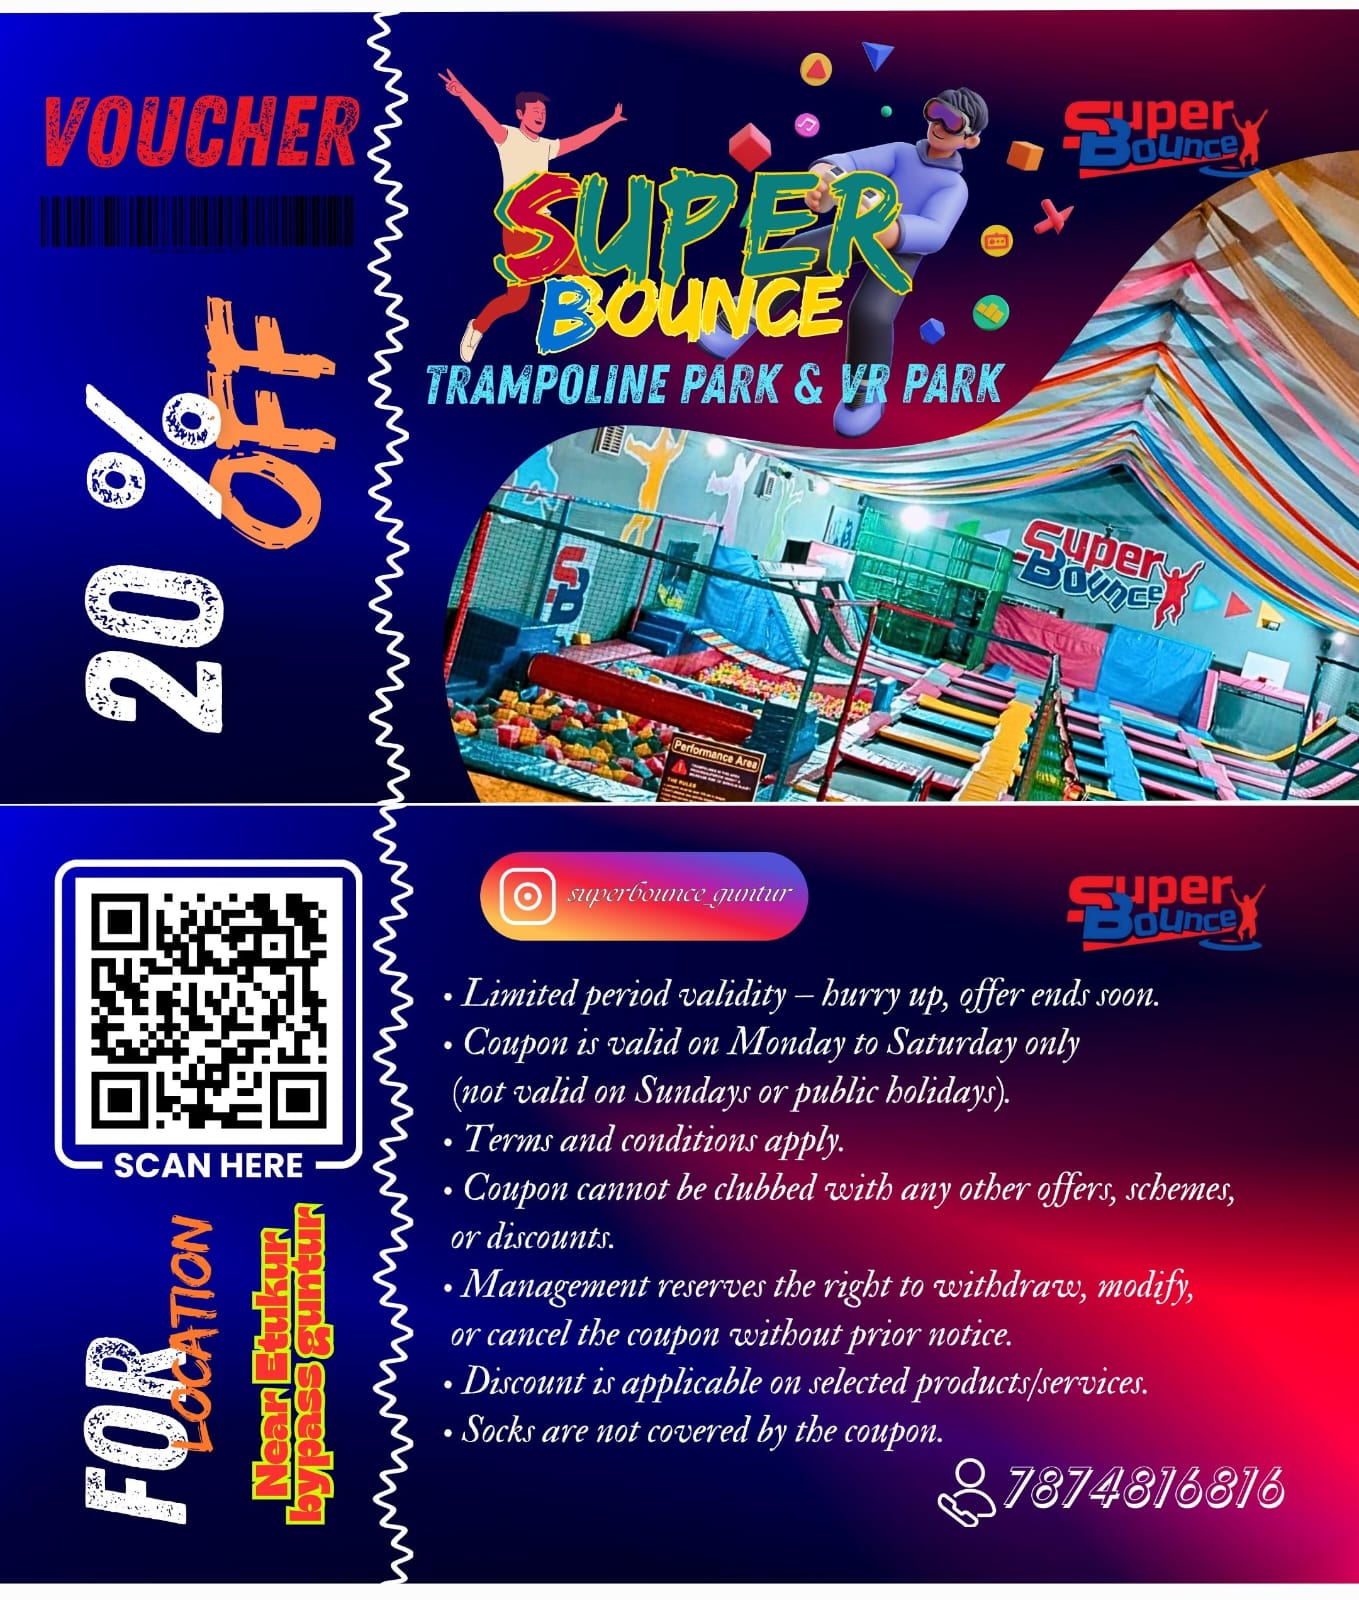 VOUCHER
20 % OFF
SUPER
BOUNCE
TRAMPOLINE PARK & VR PARK
Super
Bounce
Super
Bounce
SB
Performance Area
THE RULES
SCAN HERE
FOR
LOCATION
Near Etukur
bypass guntur
superbounce_guntur
Super
Bounce
• Limited period validity – hurry up, offer ends soon.
• Coupon is valid on Monday to Saturday only
(not valid on Sundays or public holidays).
• Terms and conditions apply.
• Coupon cannot be clubbed with any other offers, schemes,
or discounts.
• Management reserves the right to withdraw, modify,
or cancel the coupon without prior notice.
• Discount is applicable on selected products/services.
• Socks are not covered by the coupon.
7874816816